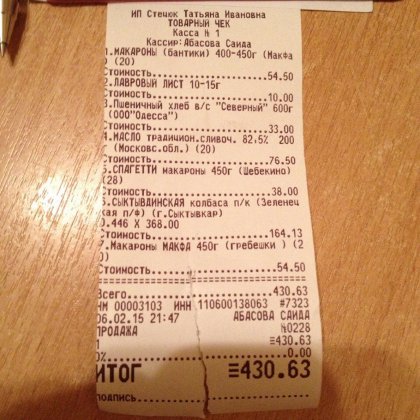 ИП Стецюк Татьяна Ивановна
ТОВАРНЫЙ ЧЕК
Касса № 1
Кассир:Абасова Саида
1.МАКАРОНЫ (бантики) 400-450г (Макфа
) (20)
Стоимость..................54.50
2.ЛАВРОВЫЙ ЛИСТ 10-15г
Стоимость..................10.00
3.Пшеничный хлеб в/с "Северный" 600г
(ООО"Одесса")
Стоимость..................33.00
4.МАСЛО традицион.сливоч. 82.5% 200
(Московс.обл.) (20)
Стоимость..................76.50
5.СПАГЕТТИ макароны 450г (Шебекино)
(28)
Стоимость..................38.00
6.СЫКТЫВДИНСКАЯ колбаса п/к (Зеленец
кая п/ф) (г.Сыктывкар)
0.446 X 368.00
Стоимость.................164.13
7.Макароны МАКФА 450г (гребешки ) (2
0)
Стоимость..................54.50
Всего.....................430.63
НМ 00003103 ИНН 110600138063 #7323
06.02.15 21:47 АБАСОВА САИДА
ПРОДАЖА №0228
1 ≡430.63
0% ≡0.00
ИТОГ ≡430.63
подпись